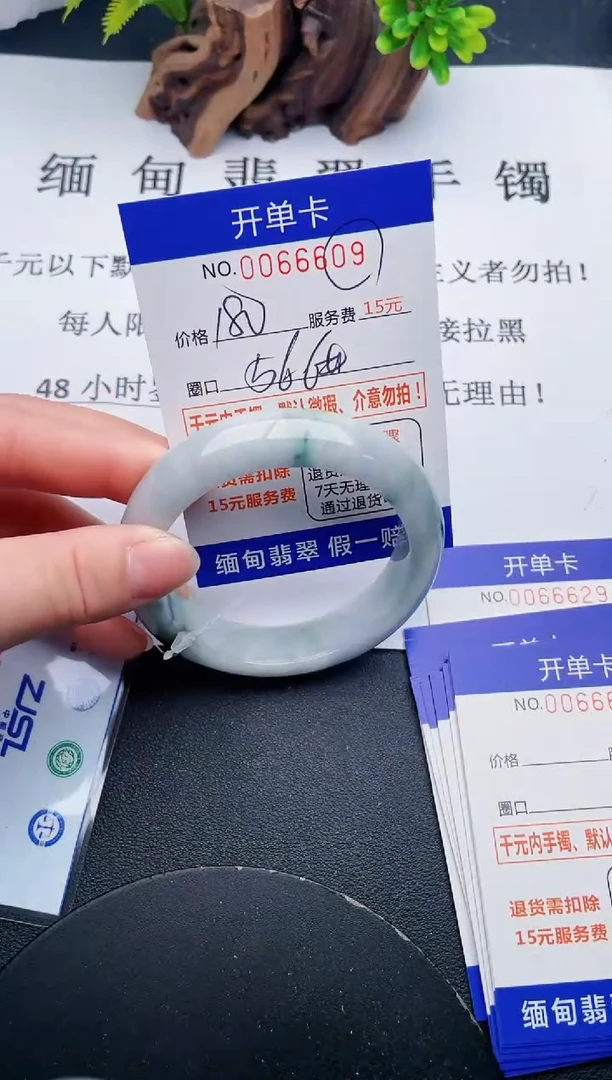 缅甸翡翠手镯
千元以下默
主义者勿拍！
每人限
接拉黑
48小时
无理由！
开单卡
NO.0066609
价格 180 服务费 15元
圈口 56
千元内手镯、默认微瑕、介意勿拍！
退货需扣除
15元服务费
7天无理
通过退货
缅甸翡翠 假一赔
开单卡
NO.0066629
开单卡
NO.00666
价格
圈口
千元内手镯、默认
退货需扣除
15元服务费
缅甸翡
ZJSL